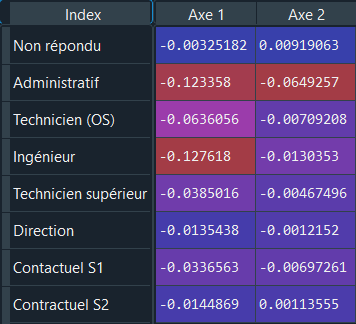 Index Axe 1 Axe 2
Non répondu -0.00325182 0.00919063
Administratif -0.123358 -0.0649257
Technicien (OS) -0.0636056 -0.00709208
Ingénieur -0.127618 -0.0130353
Technicien supérieur -0.0385016 -0.00467496
Direction -0.0135438 -0.0012152
Contactuel S1 -0.0336563 -0.00697261
Contractuel S2 -0.0144869 0.00113555